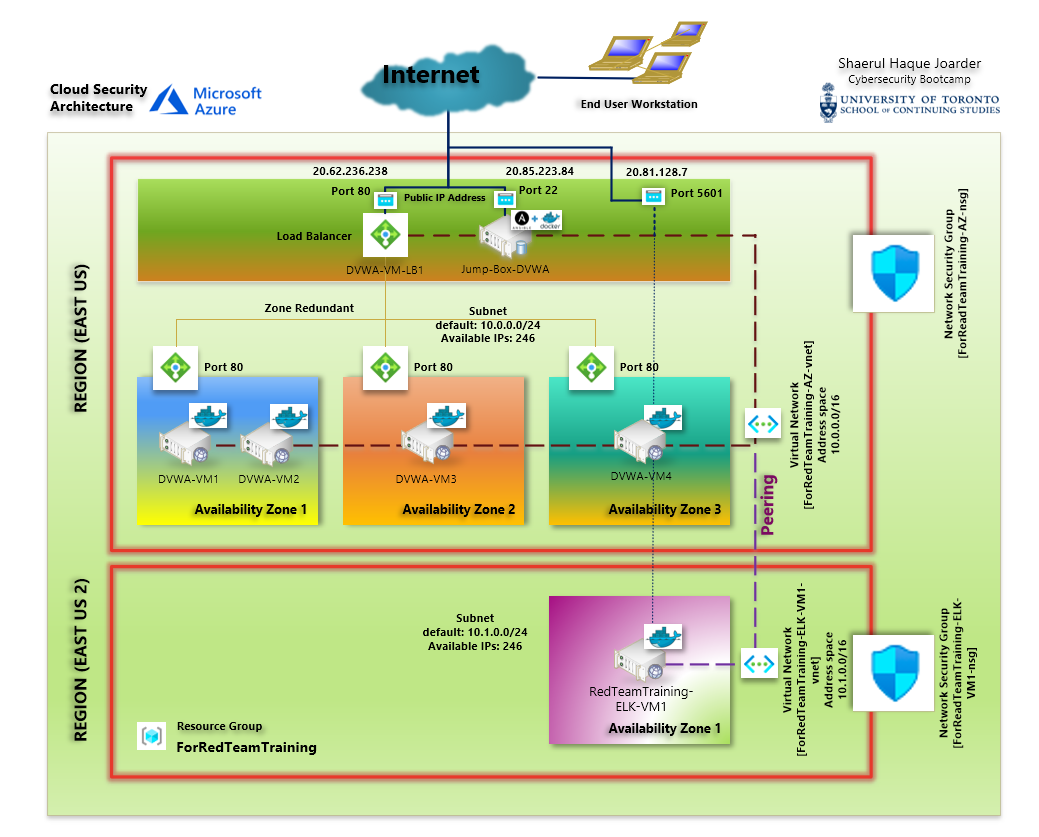 Internet
End User Workstation
Cloud Security
Architecture
Microsoft
Azure
Shaerul Haque Joarder
Cybersecurity Bootcamp
UNIVERSITY OF TORONTO
SCHOOL OF CONTINUING STUDIES
REGION (EAST US)
20.62.236.238
20.85.223.84
20.81.128.7
Port 80
Public IP Address
Port 22
Port 5601
Load Balancer
A
+
docker
DVWA-VM-LB1
Jump-Box-DVWA
Zone Redundant
Subnet
default: 10.0.0.0/24
Available IPs: 246
Port 80
Port 80
Port 80
DVWA-VM1
DVWA-VM2
DVWA-VM3
DVWA-VM4
Availability Zone 1
Availability Zone 2
Availability Zone 3
Virtual Network
[ForRedTeamTraining-AZ-vnet]
Address space
10.0.0.0/16
Network Security Group
[ForReadTeamTraining-AZ-nsg]
Peering
REGION (EAST US 2)
Subnet
default: 10.1.0.0/24
Available IPs: 246
RedTeamTraining-
ELK-VM1
Availability Zone 1
Virtual Network
[ForRedTeamTraining-ELK-VM1-
vnet]
Address space
10.1.0.0/16
Network Security Group
[ForReadTeamTraining-ELK-
VM1-nsg]
Resource Group
ForRedTeamTraining